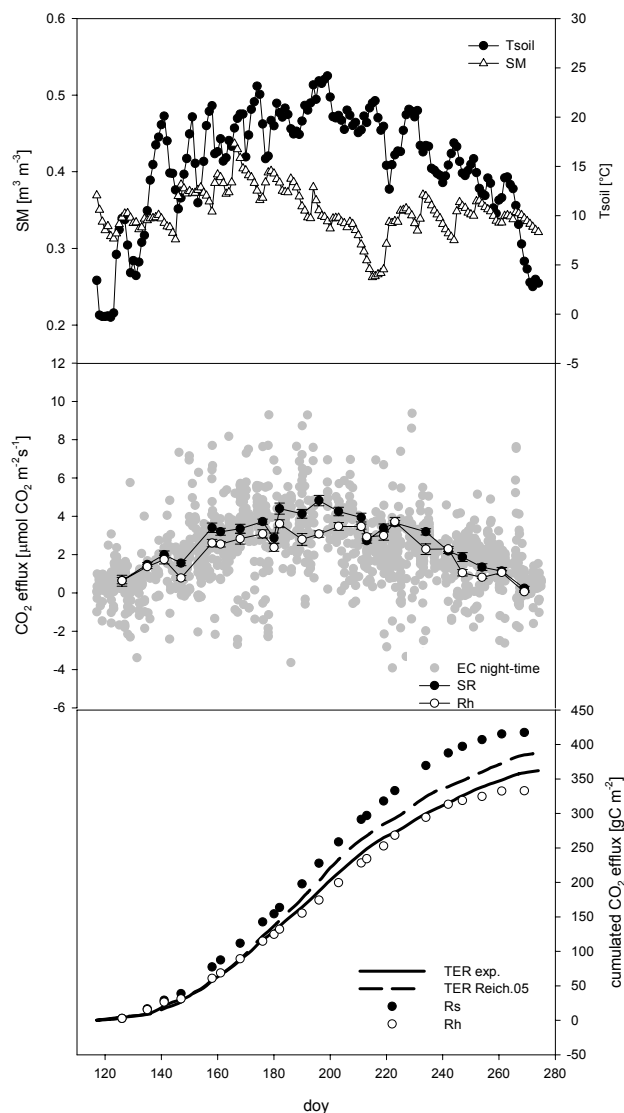 0.6
0.5
0.4
0.3
0.2
SM [m³ m⁻³]
30
25
20
15
10
5
0
-5
Tsoil [°C]
Tsoil
SM
12
10
8
6
4
2
0
-2
-4
-6
CO₂ efflux [µmol CO₂ m⁻²s⁻¹]
EC night-time
SR
Rh
450
400
350
300
250
200
150
100
50
0
-50
cumulated CO₂ efflux [gC m⁻²]
TER exp.
TER Reich.05
Rs
Rh
120 140 160 180 200 220 240 260 280
doy